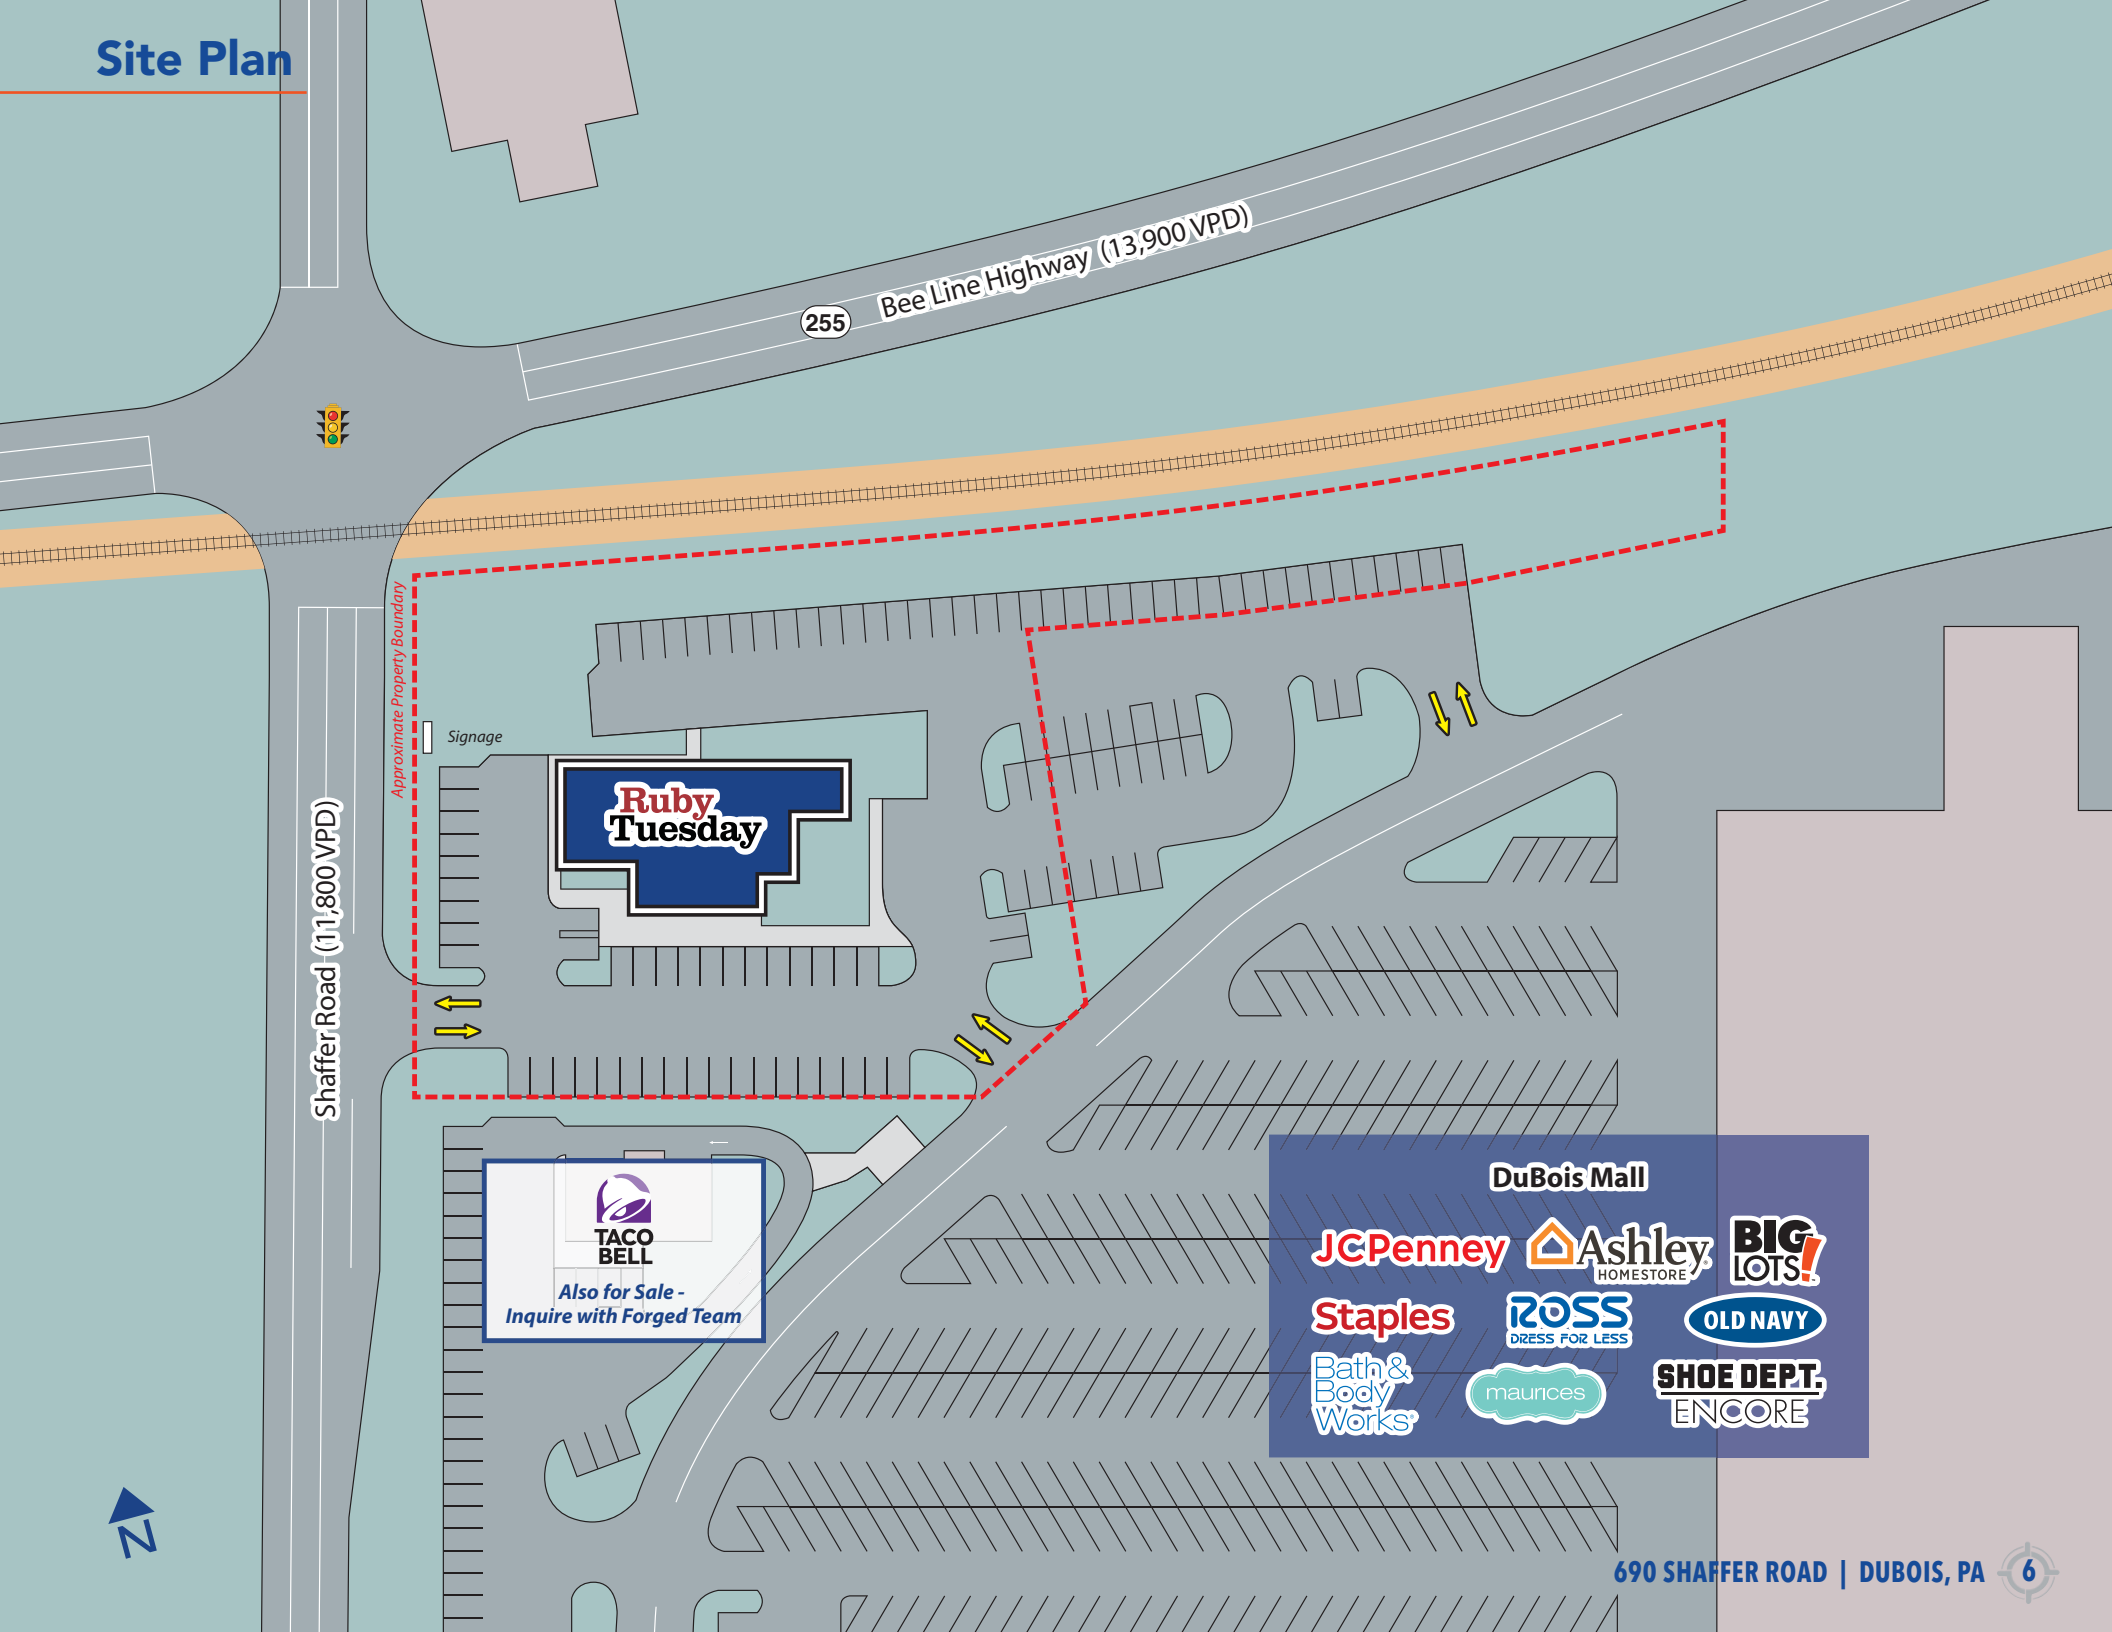 Site Plan
Bee Line Highway (13,900 VPD)
255
Approximate Property Boundary
Signage
Ruby
Tuesday
Shaffer Road (11,800 VPD)
TACO
BELL
Also for Sale -
Inquire with Forged Team
DuBois Mall
JCPenney
Ashley
HOMESTORE
BIG
LOTS!
Staples
ROSS
DRESS FOR LESS
OLD NAVY
Bath &
Body
Works
maurices
SHOE DEPT.
ENCORE
N
690 SHAFFER ROAD | DUBOIS, PA
6